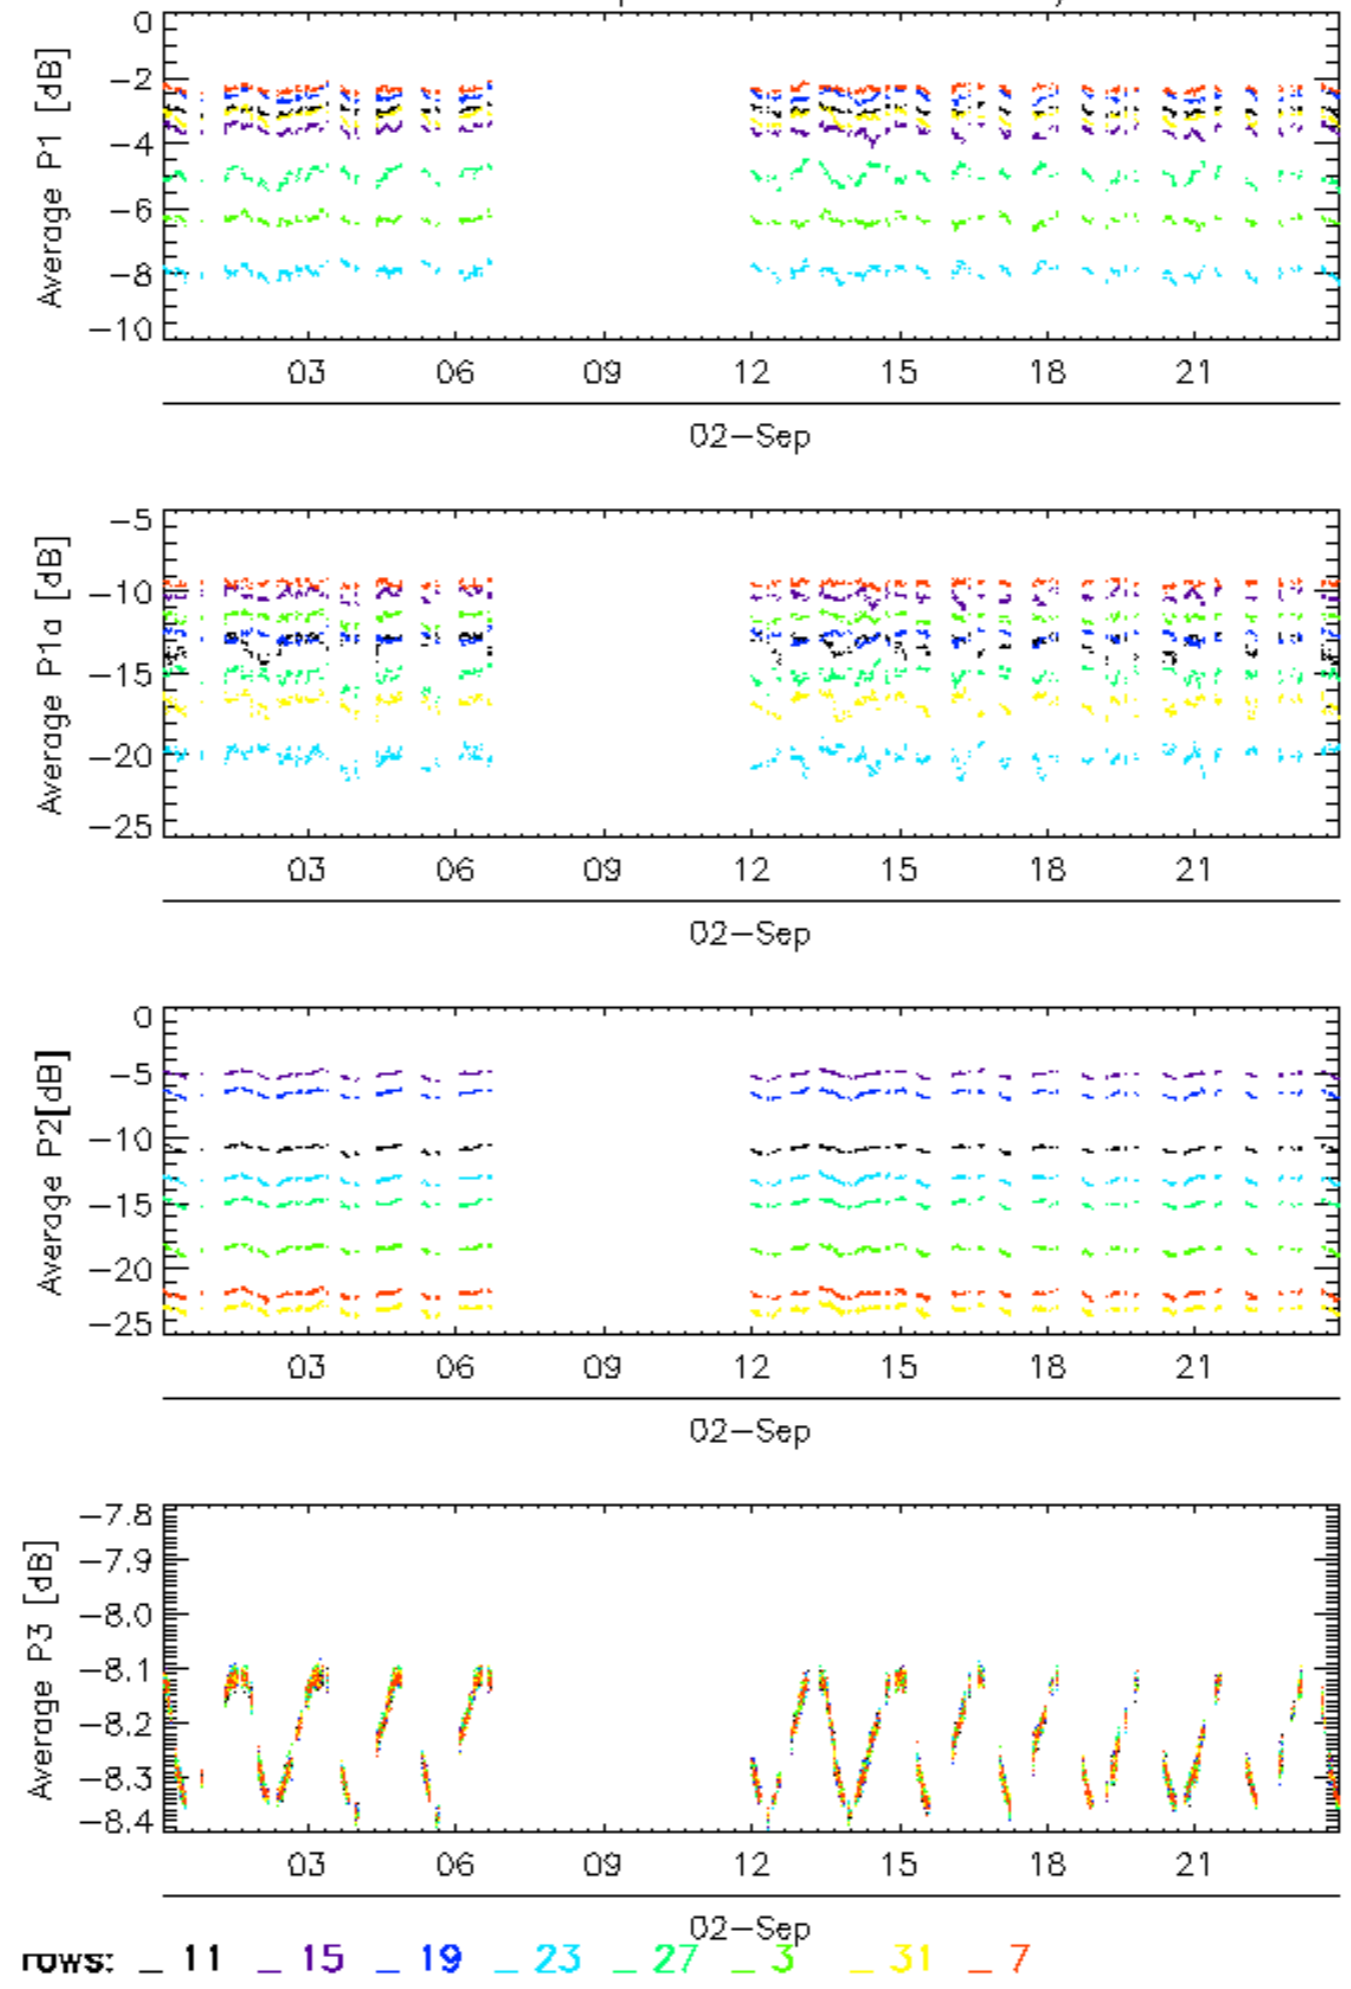 0
-2
-4
-6
-8
-10
Average P1 [dB]
03 06 09 12 15 18 21
02-Sep
-5
-10
-15
-20
-25
Average P1a [dB]
03 06 09 12 15 18 21
02-Sep
0
-5
-10
-15
-20
-25
Average P2[dB]
03 06 09 12 15 18 21
02-Sep
-7.8
-7.9
-8.0
-8.1
-8.2
-8.3
-8.4
Average P3 [dB]
03 06 09 12 15 18 21
02-Sep
rows: _ 11 _ 15 _ 19 _ 23 _ 27 _ 3 _ 31 _ 7